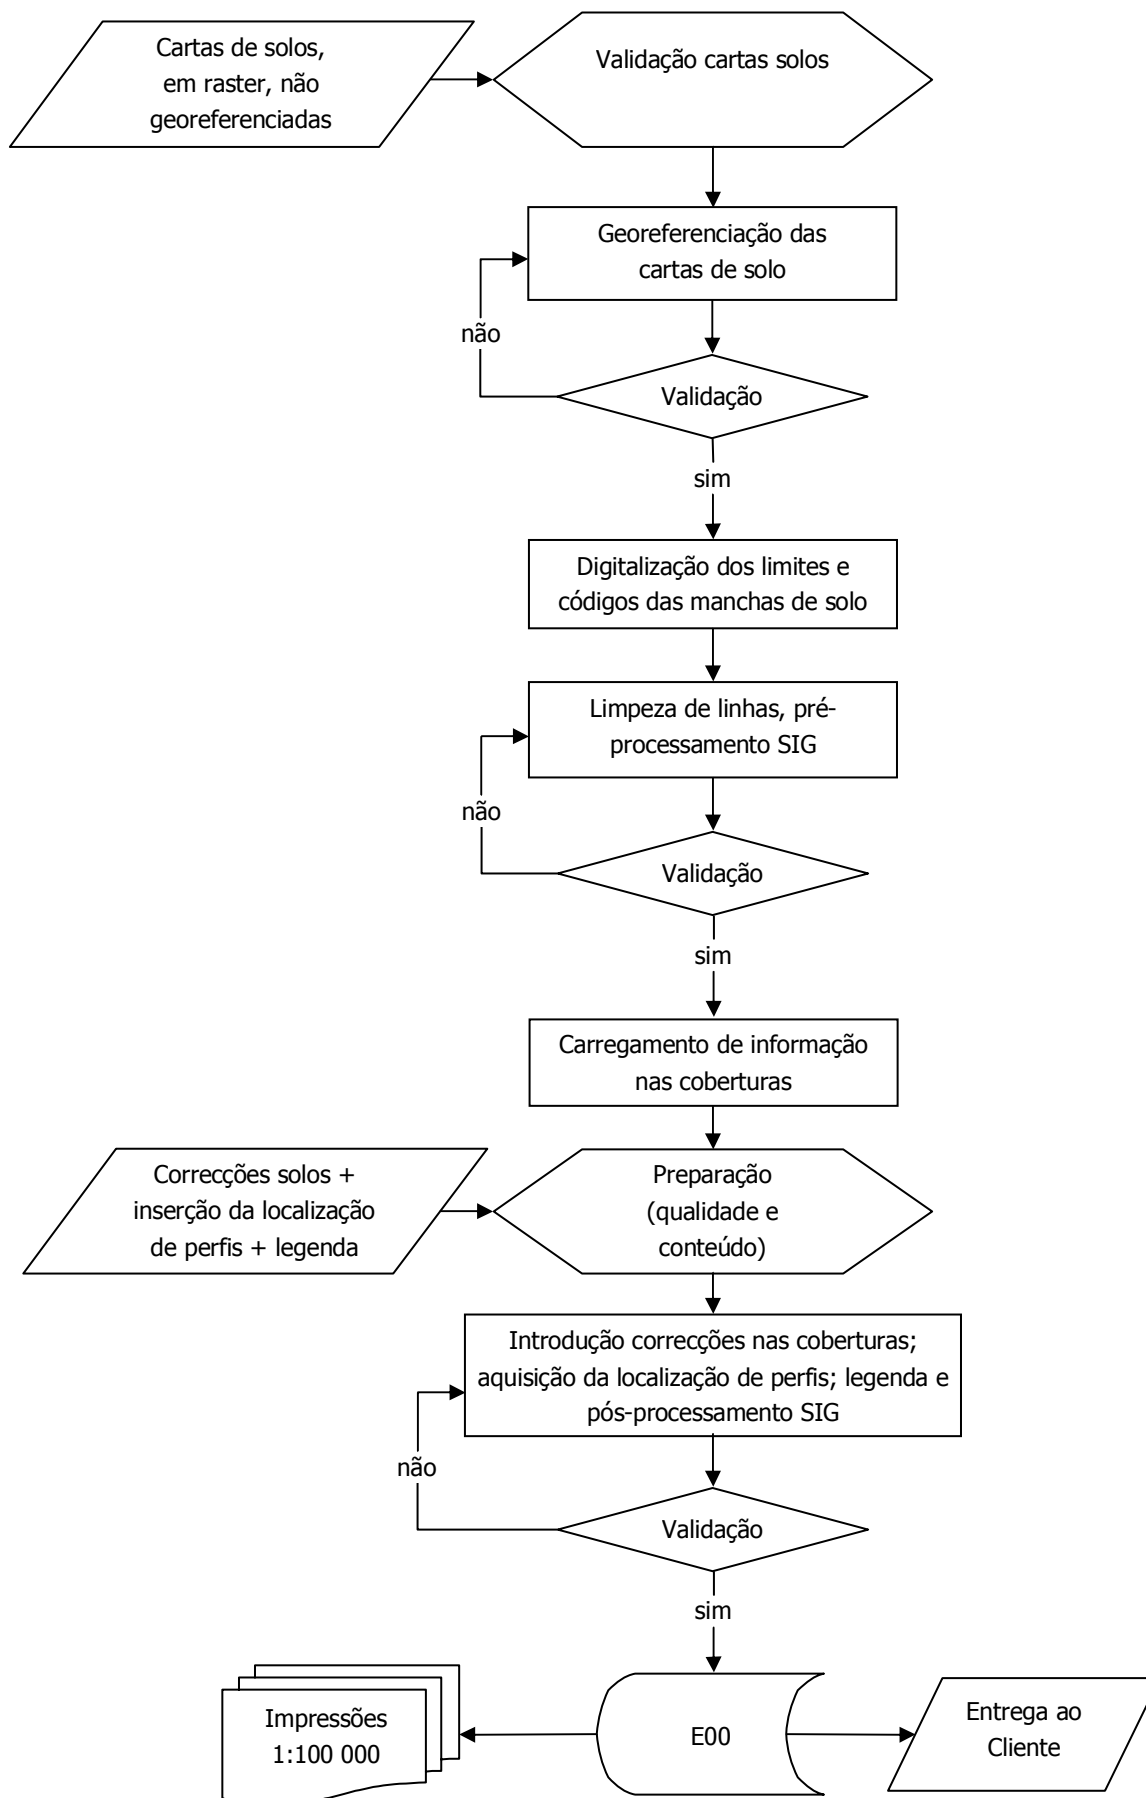 Cartas de solos,
em raster, não
georeferenciadas
Validação cartas solos
Georeferenciação das
cartas de solo
não
Validação
sim
Digitalização dos limites e
códigos das manchas de solo
Limpeza de linhas, pré-
processamento SIG
não
Validação
sim
Carregamento de informação
nas coberturas
Correcções solos +
inserção da localização
de perfis + legenda
Preparação
(qualidade e
conteúdo)
Introdução correcções nas coberturas;
aquisição da localização de perfis; legenda e
pós-processamento SIG
não
Validação
sim
Impressões
1:100 000
E00
Entrega ao
Cliente